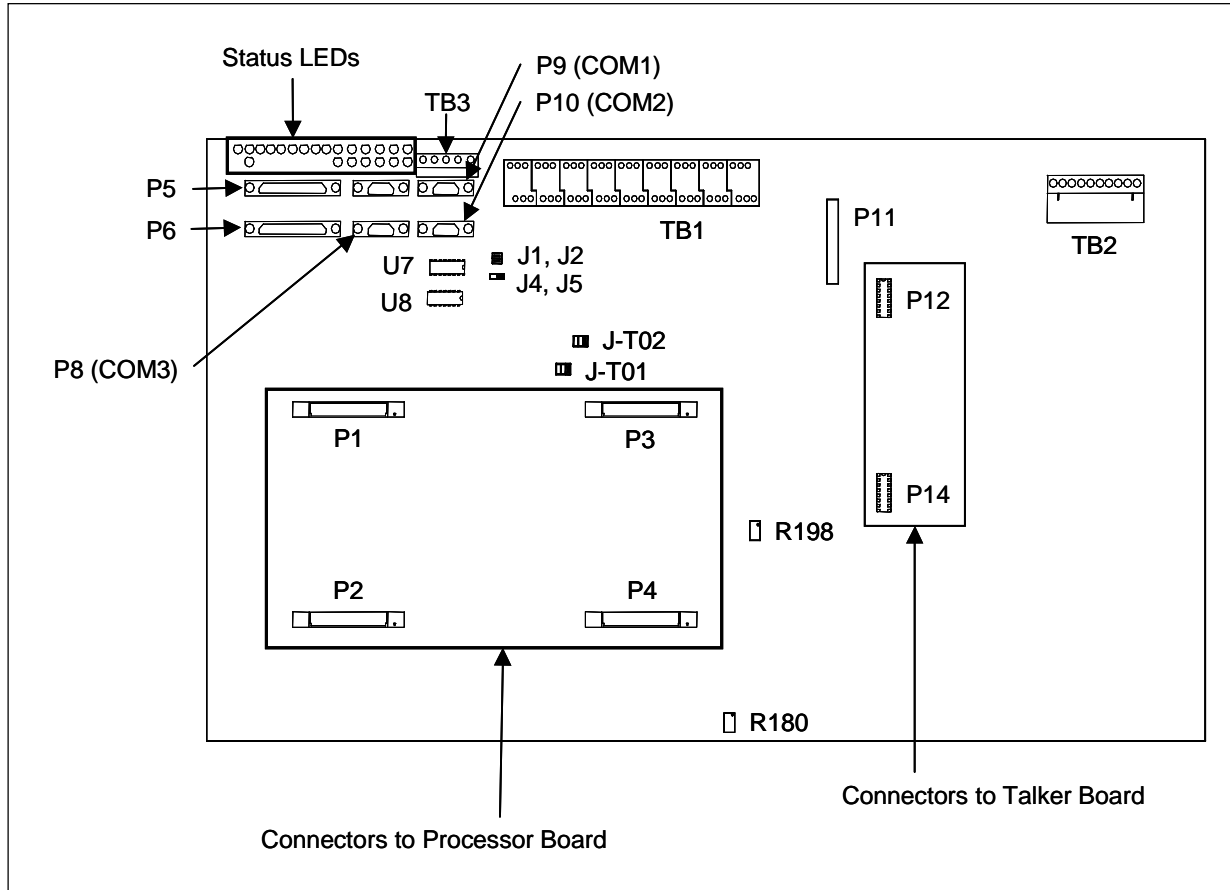 Status LEDs
P9 (COM1)
TB3
P10 (COM2)
P5
P6
TB1
P11
TB2
U7
J1, J2
J4, J5
U8
P12
P8 (COM3)
J-T02
J-T01
P1
P3
P14
R198
P2
P4
R180
Connectors to Talker Board
Connectors to Processor Board